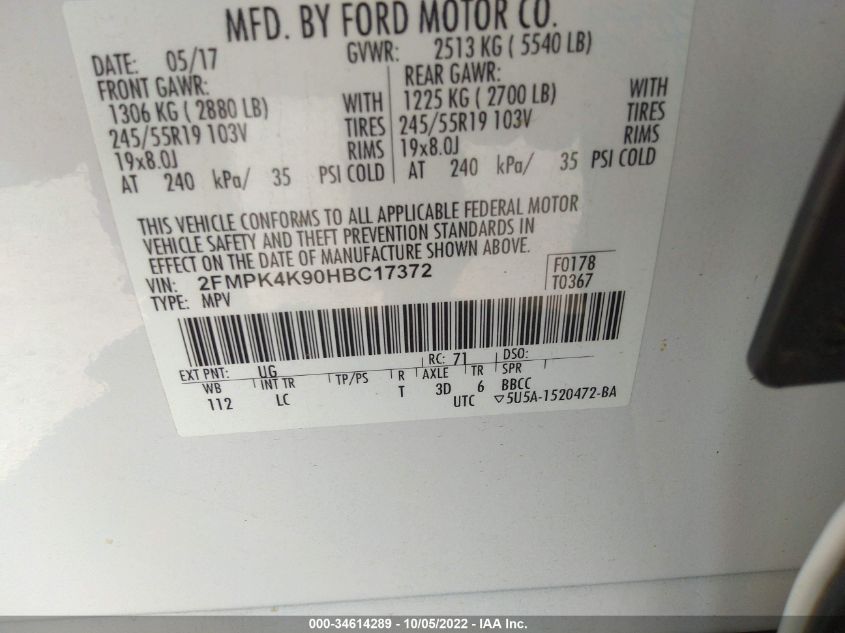 MFD. BY FORD MOTOR CO.
DATE: 05/17 GVWR: 2513 KG ( 5540 LB)
FRONT GAWR: REAR GAWR:
1306 KG ( 2880 LB) WITH 1225 KG ( 2700 LB) WITH
245/55R19 103V TIRES 245/55R19 103V TIRES
19x8.0J RIMS 19x8.0J RIMS
AT 240 kPa/ 35 PSI COLD AT 240 kPa/ 35 PSI COLD
THIS VEHICLE CONFORMS TO ALL APPLICABLE FEDERAL MOTOR
VEHICLE SAFETY AND THEFT PREVENTION STANDARDS IN
EFFECT ON THE DATE OF MANUFACTURE SHOWN ABOVE.
VIN: 2FMPK4K90HBC17372 F0178
TYPE: MPV T0367
EXT PNT: UG RC: 71 DSO:
WB INT TR TP/PS R AXLE TR SPR
112 LC T 3D 6 BBCC
UTC ▽5U5A-1520472-BA
000-34614289 - 10/05/2022 - IAA Inc.